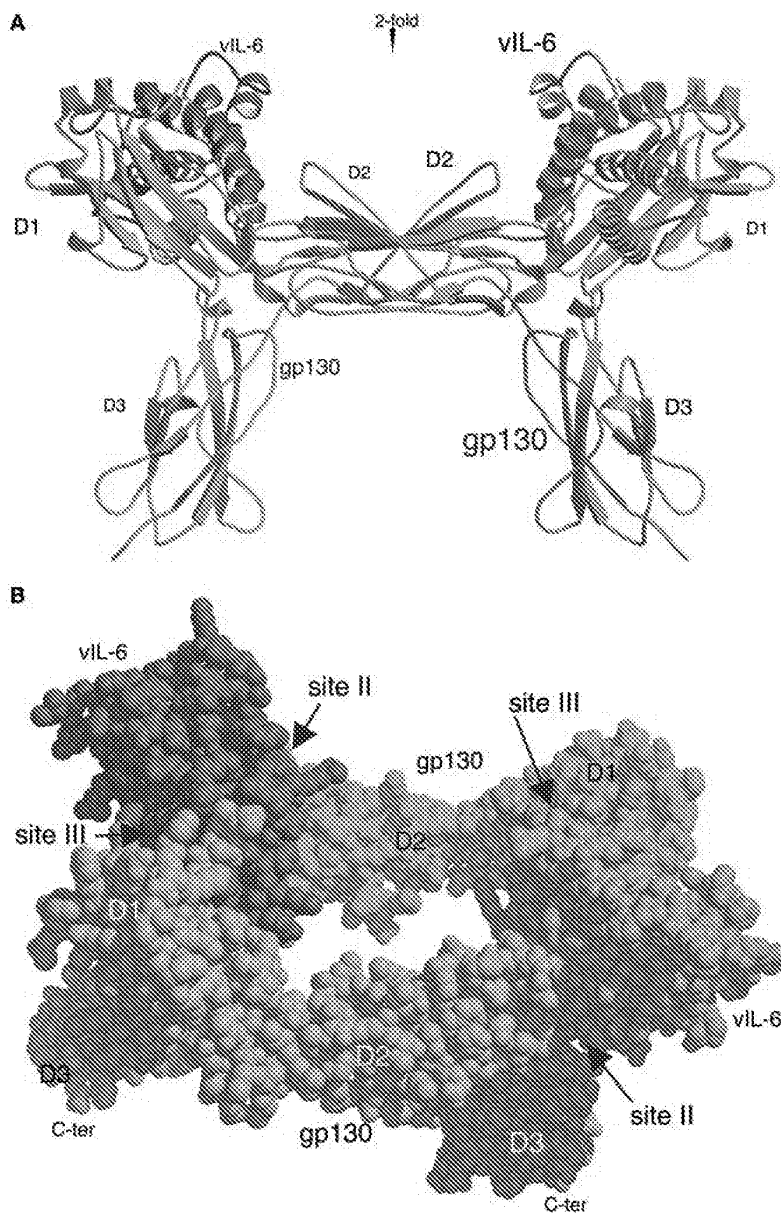 A
2-fold
vIL-6
vIL-6
D2
D2
D1
D1
gp130
D3
D3
gp130
B
vIL-6
site II
site III
gp130
D1
site III
D2
D1
vIL-6
D2
D3
site II
C-ter
gp130
D3
C-ter